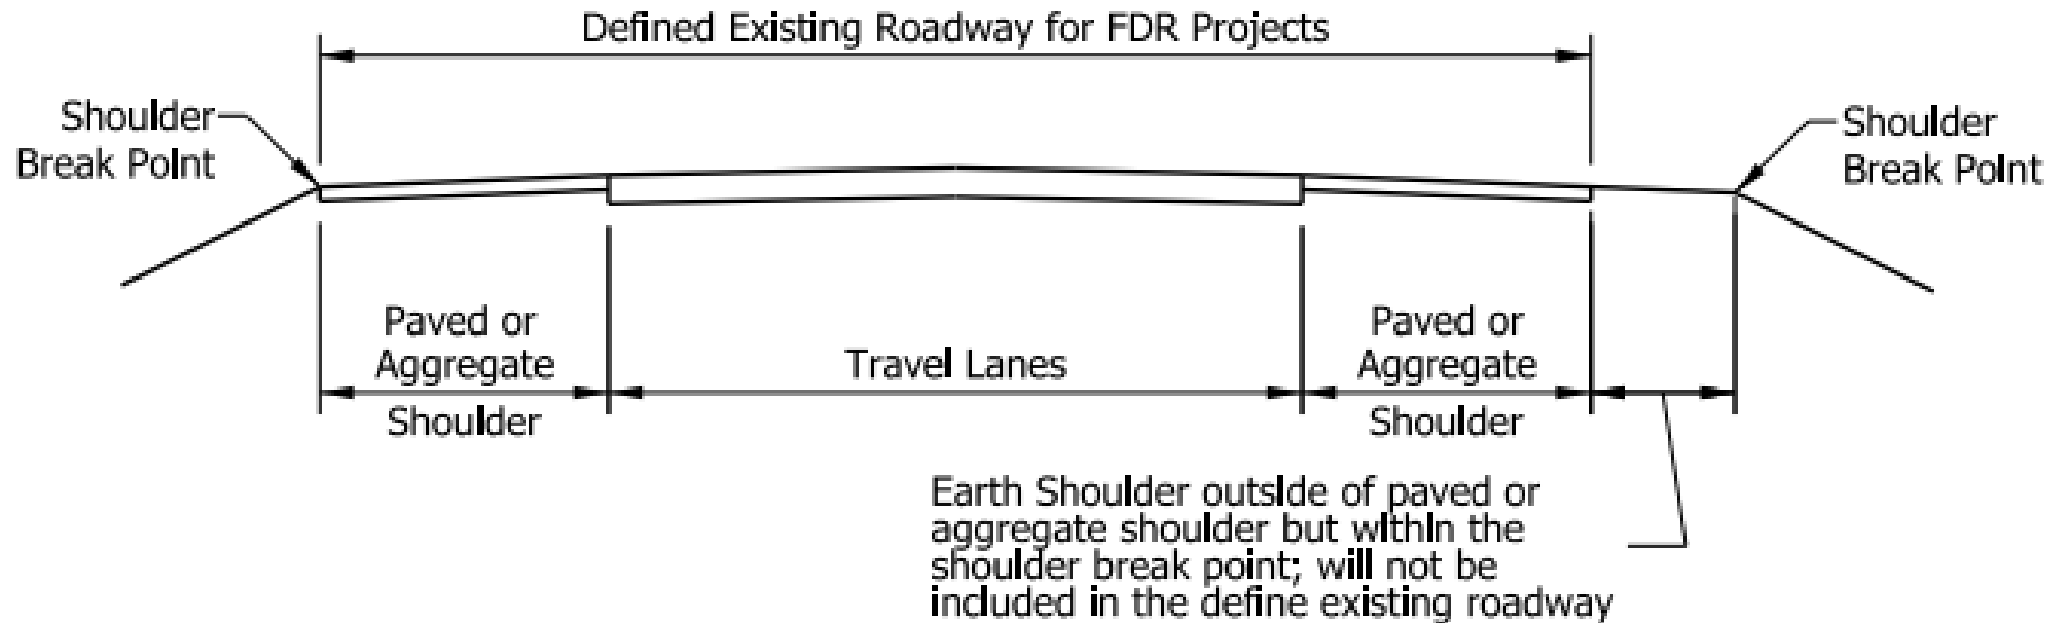 Defined Existing Roadway for FDR Projects
Shoulder
Break Point
Shoulder
Break Point
Paved or
Aggregate
Shoulder
Travel Lanes
Paved or
Aggregate
Shoulder
Earth Shoulder outside of paved or
aggregate shoulder but within the
shoulder break point; will not be
included in the define existing roadway